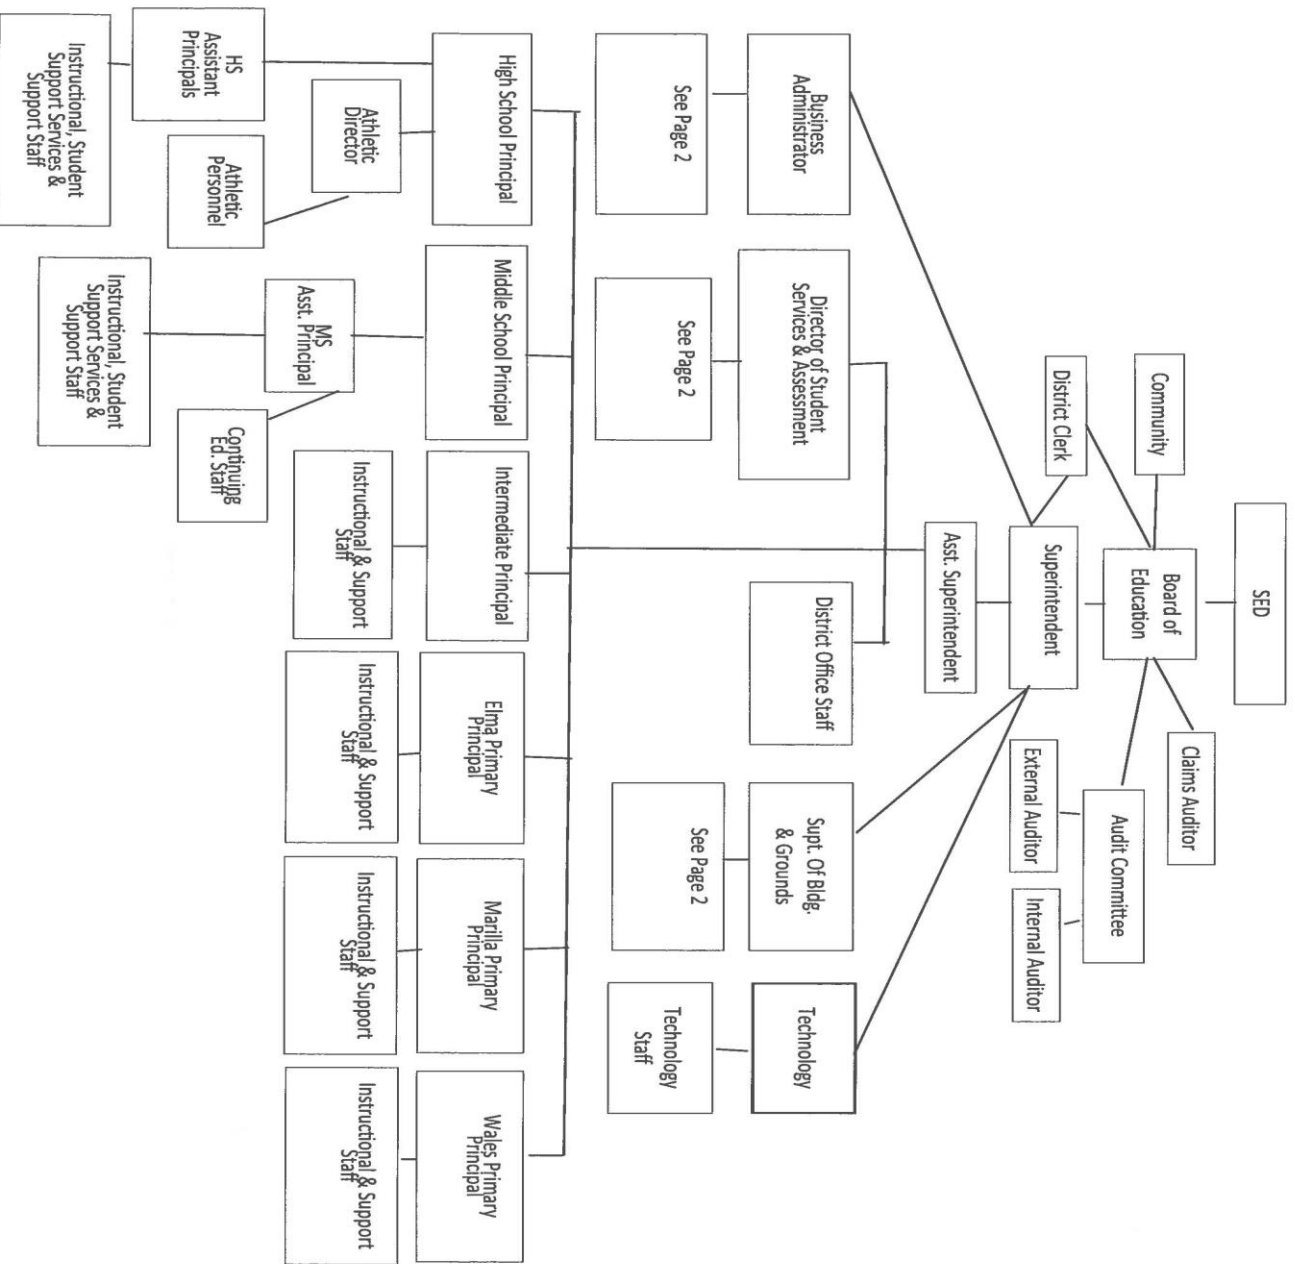 SED
Community
Board of
Education
Claims Auditor
District Clerk
Audit Committee
Superintendent
External Auditor
Internal Auditor
Asst. Superintendent
Business
Administrator
Director of Student
Services & Assessment
District Office Staff
Supt. Of Bldg.
& Grounds
Technology
See Page 2
See Page 2
See Page 2
Technology
Staff
High School Principal
Middle School Principal
Intermediate Principal
Elma Primary
Principal
Marilla Primary
Principal
Wales Primary
Principal
Athletic
Director
MS
Asst. Principal
Instructional & Support
Staff
Instructional & Support
Staff
Instructional & Support
Staff
Instructional & Support
Staff
HS
Assistant
Principals
Athletic
Personnel
Continuing
Ed. Staff
Instructional, Student
Support Services &
Support Staff
Instructional, Student
Support Services &
Support Staff